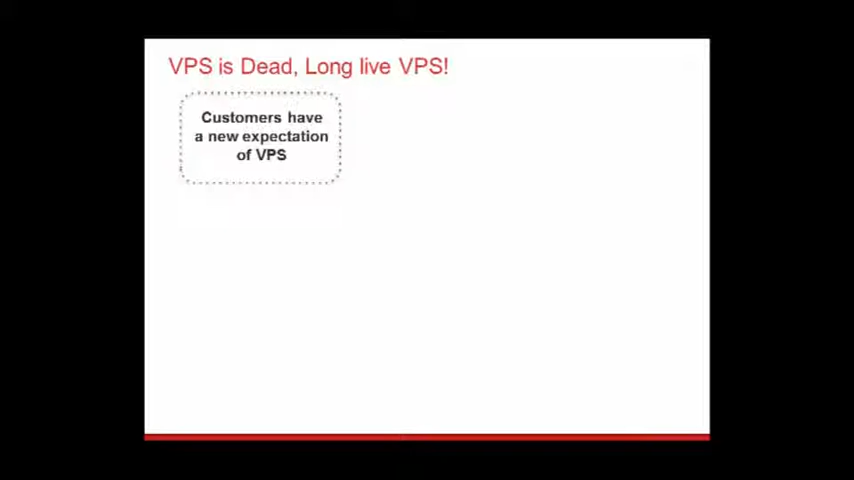 VPS is Dead, Long live VPS!
Customers have
a new expectation
of VPS